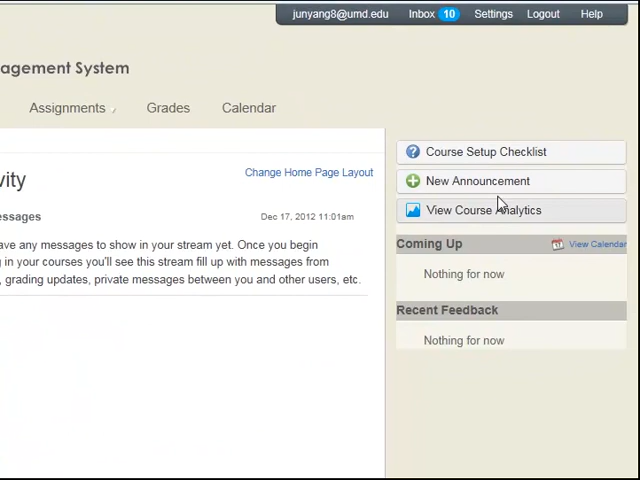 junyang8@umd.edu Inbox 10 Settings Logout Help
agement System
Assignments Grades Calendar
Course Setup Checklist
vity
Change Home Page Layout
New Announcement
essages
Dec 17, 2012 11:01am
View Course Analytics
ave any messages to show in your stream yet. Once you begin
g in your courses you'll see this stream fill up with messages from
, grading updates, private messages between you and other users, etc.
Coming Up
View Calendar
Nothing for now
Recent Feedback
Nothing for now